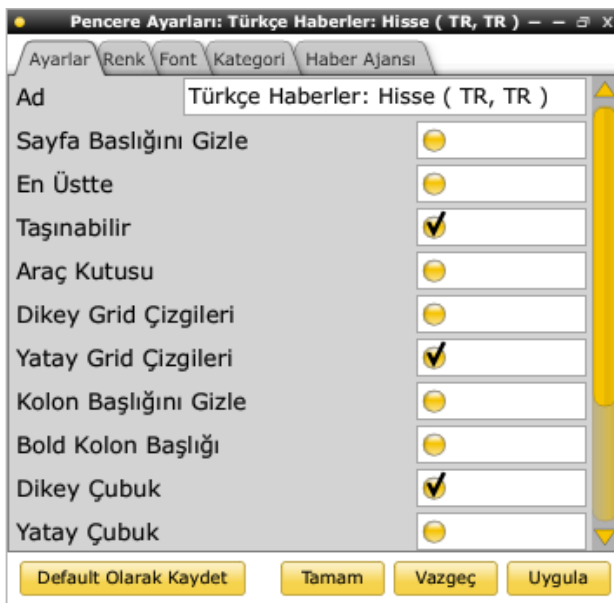 Pencere Ayarları: Türkçe Haberler: Hisse ( TR, TR )
Ayarlar Renk Font Kategori Haber Ajansı
Ad Türkçe Haberler: Hisse ( TR, TR )
Sayfa Baslığını Gizle
En Üstte
Taşınabilir
Araç Kutusu
Dikey Grid Çizgileri
Yatay Grid Çizgileri
Kolon Başlığını Gizle
Bold Kolon Başlığı
Dikey Çubuk
Yatay Çubuk
Default Olarak Kaydet Tamam Vazgeç Uygula